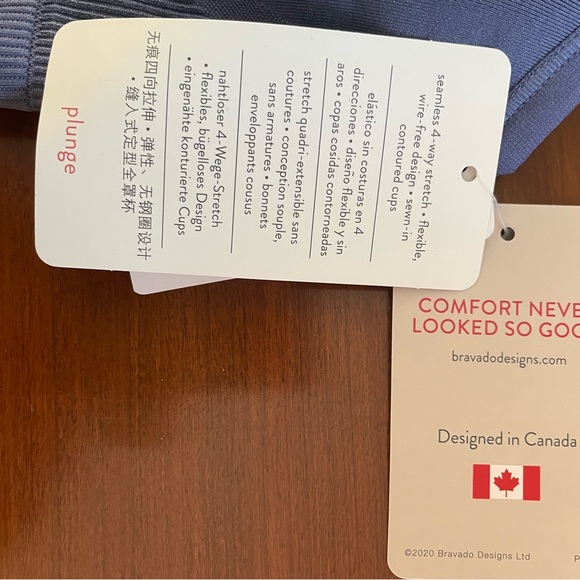 seamless 4-way stretch • flexible,
wire-free design • sewn-in
contoured cups
elástico sin costuras en 4
direcciones • diseño flexible y sin
aros • copas cosidas contorneadas
stretch quadri-extensible sans
coutures • conception souple,
sans armatures • bonnets
enveloppants cousus
nahtloser 4-Wege-Stretch
• flexibles, bügelloses Design
• eingenähte konturierte Cups
无痕四向拉伸 • 弹性、无钢圈设计
• 缝入式定型全罩杯
plunge
COMFORT NEVE
LOOKED SO GOO
bravadodesigns.com
Designed in Canada
©2020 Bravado Designs Ltd
P